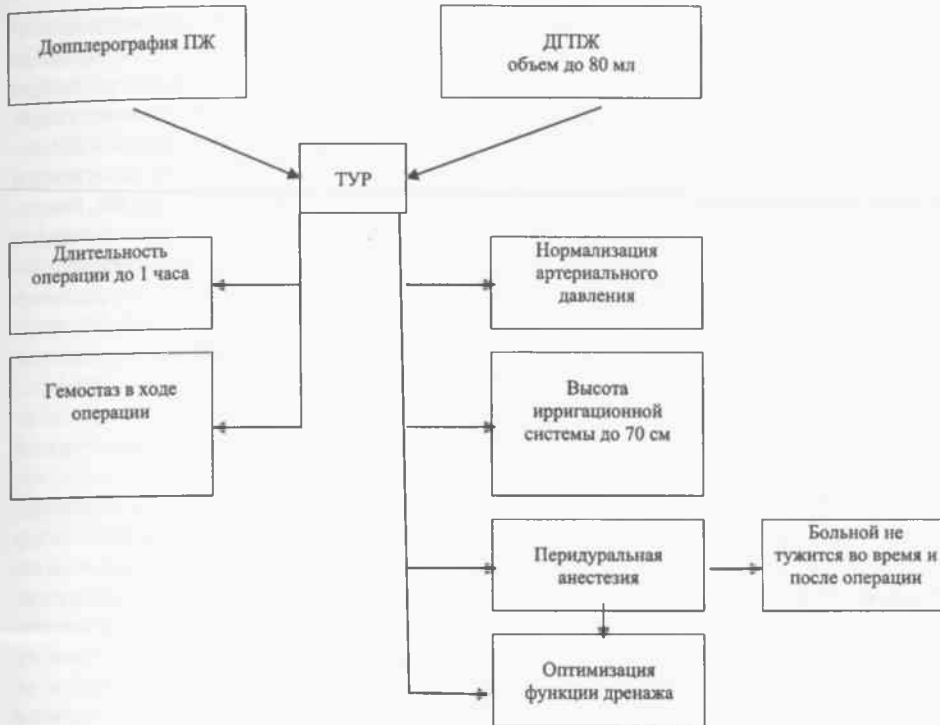 Допплерография ПЖ
ДГПЖ
объем до 80 мл
ТУР
Длительность
операции до 1 часа
Нормализация
артериального
давления
Гемостаз в ходе
операции
Высота
ирригационной
системы до 70 см
Перидуральная
анестезия
Больной не
тужится во время и
после операции
Оптимизация
функции дренажа